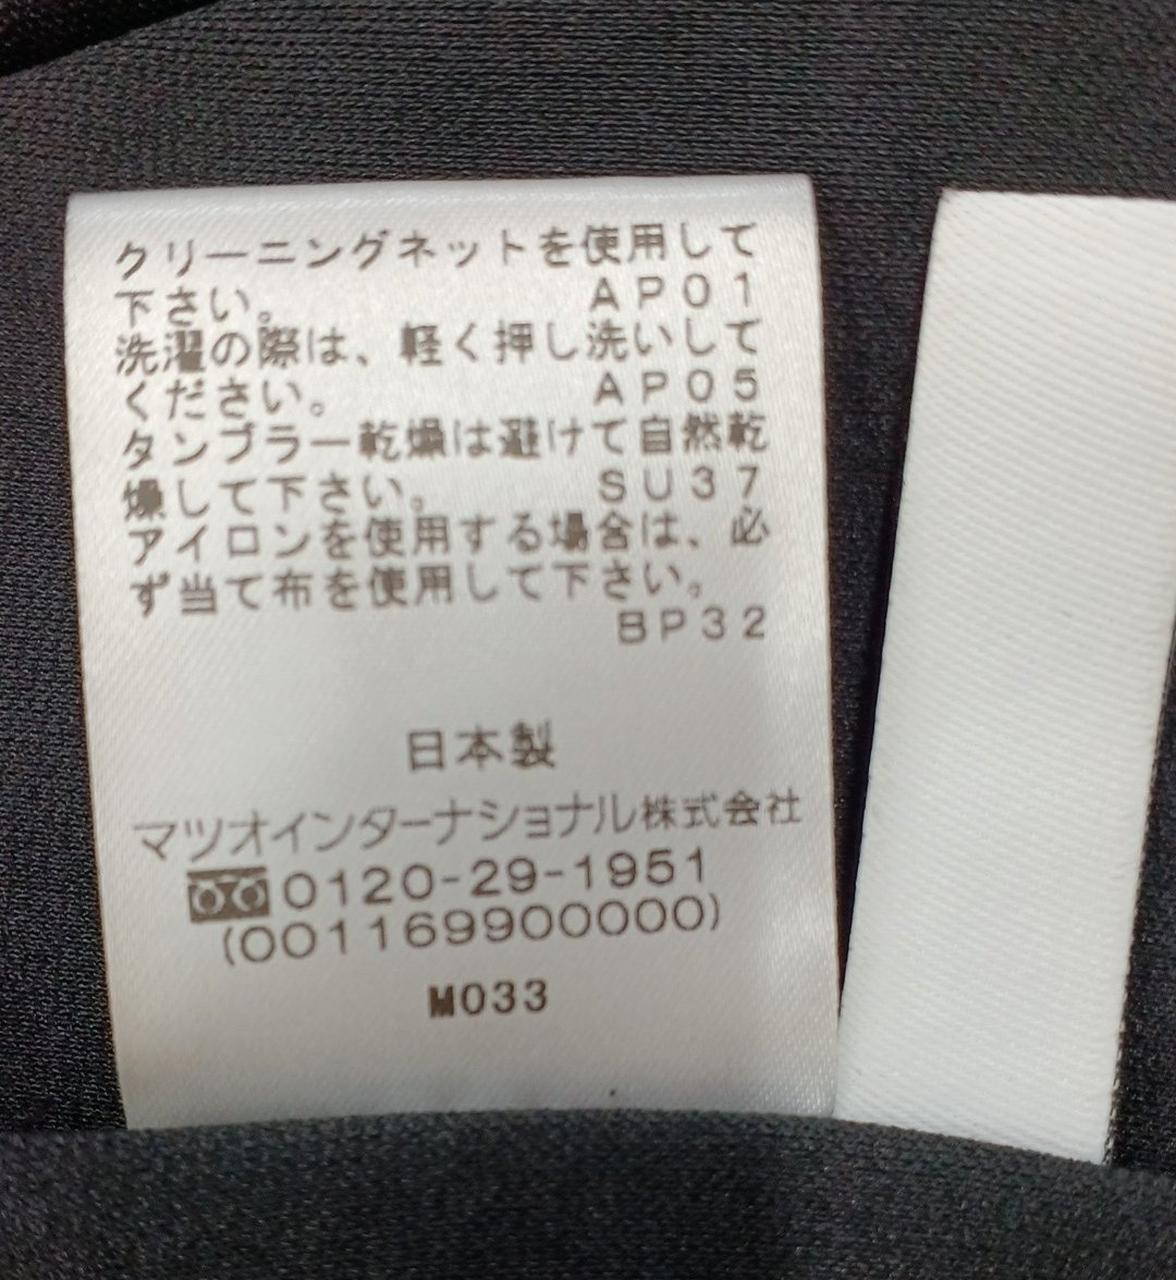 クリーニングネットを使用して
下さい。 AP01
洗濯の際は、軽く押し洗いして
ください。 AP05
タンブラー乾燥は避けて自然乾
燥して下さい。 SU37
アイロンを使用する場合は、必
ず当て布を使用して下さい。
BP32
日本製
マツオインターナショナル株式会社
0120-29-1951
(001169900000)
M033